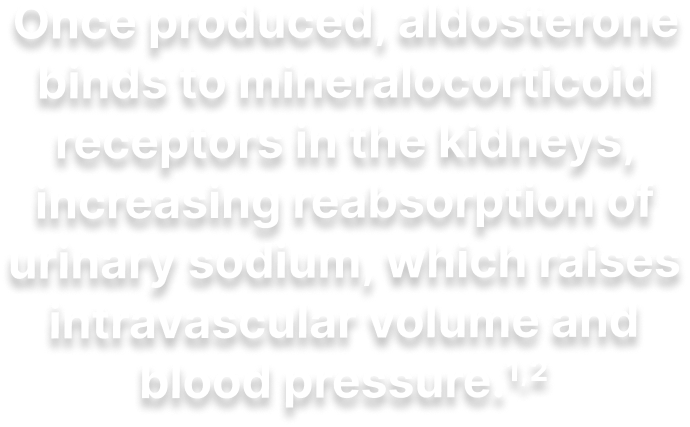 Once produced, aldosterone
binds to mineralocorticoid
receptors in the kidneys,
increasing reabsorption of
urinary sodium, which raises
intravascular volume and
blood pressure.¹,²